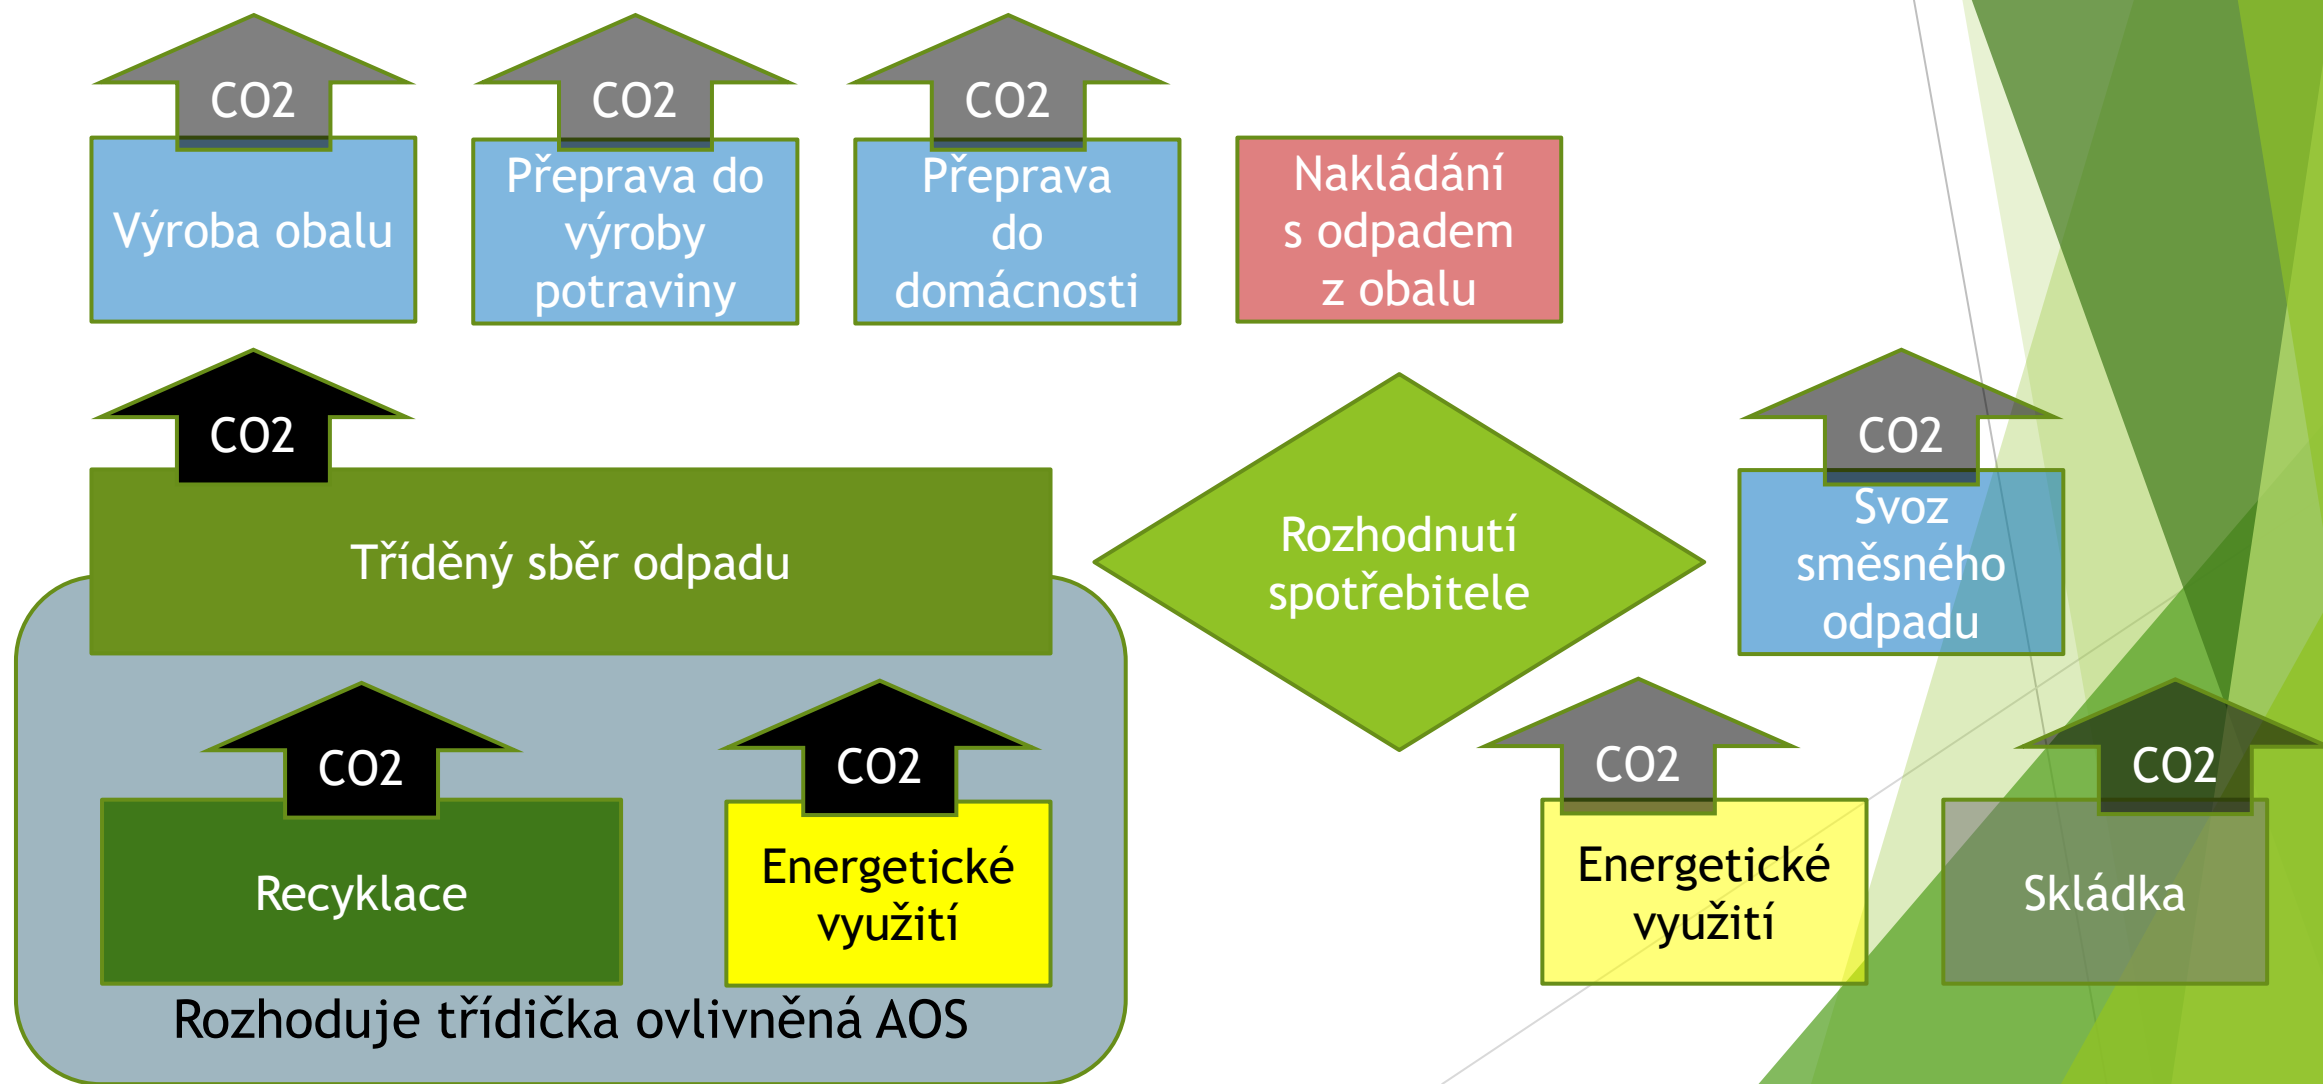 CO2
CO2
CO2
Výroba obalu
Přeprava do
výroby
potraviny
Přeprava
do
domácnosti
Nakládání
s odpadem
z obalu
CO2
Tříděný sběr odpadu
Rozhodnutí
spotřebitele
CO2
Svoz
směsného
odpadu
CO2
Recyklace
CO2
Energetické
využití
Rozhoduje třídička ovlivněná AOS
CO2
Energetické
využití
CO2
Skládka